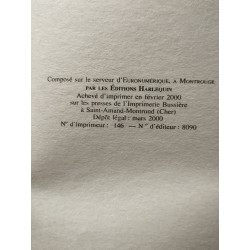 Composé sur le serveur d'EURONUMÉRIQUE, À MONTROUGE
PAR LES ÉDITIONS HARLEQUIN
Achevé d'imprimer en février 2000
sur les presses de l'Imprimerie Bussière
à Saint-Amand-Montrond (Cher)
Dépôt légal : mars 2000
N° d'imprimeur : 146. — N° d'éditeur : 8090